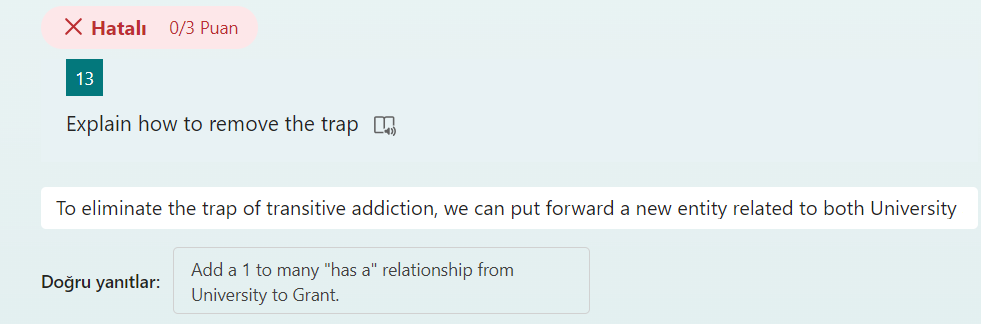 Hatalı 0/3 Puan
13
Explain how to remove the trap
To eliminate the trap of transitive addiction, we can put forward a new entity related to both University
Doğru yanıtlar:
Add a 1 to many "has a" relationship from
University to Grant.